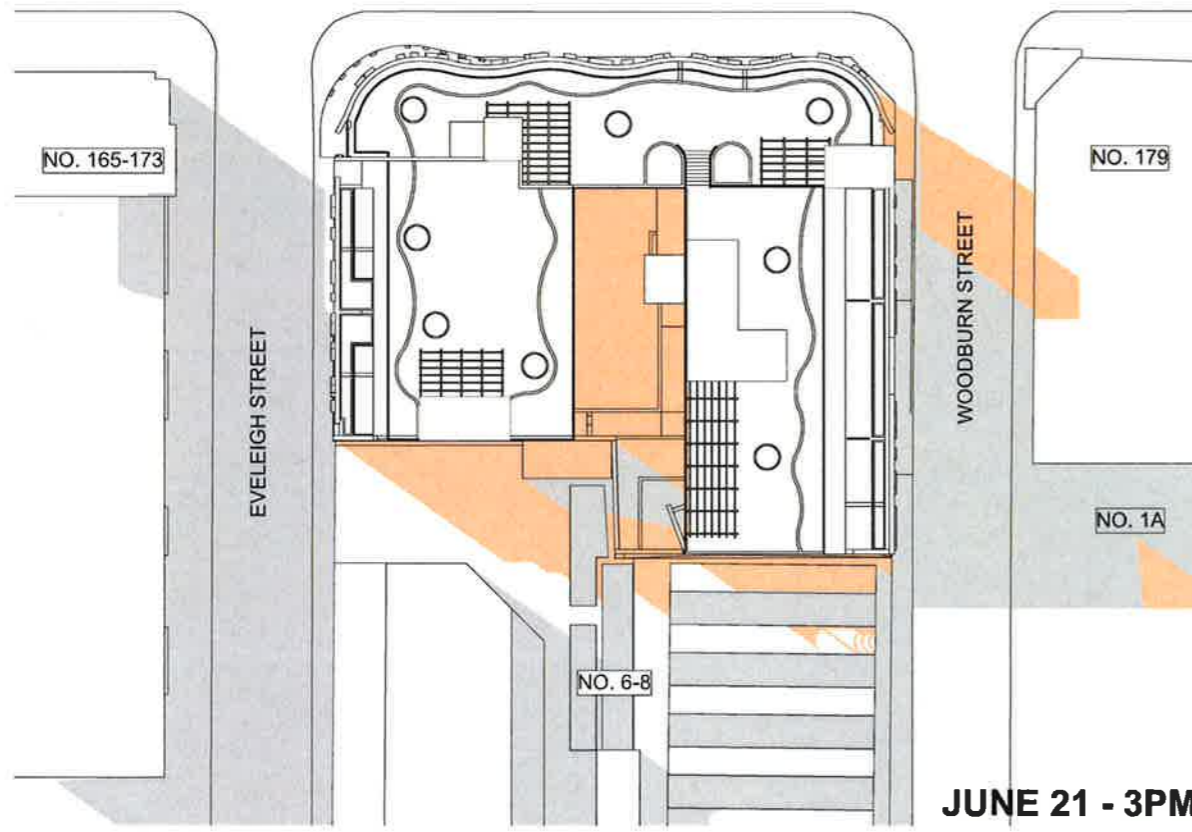 NO. 165-173
NO. 179
EVELEIGH STREET
WOODBURN STREET
NO. 1A
NO. 6-8
JUNE 21 - 3PM